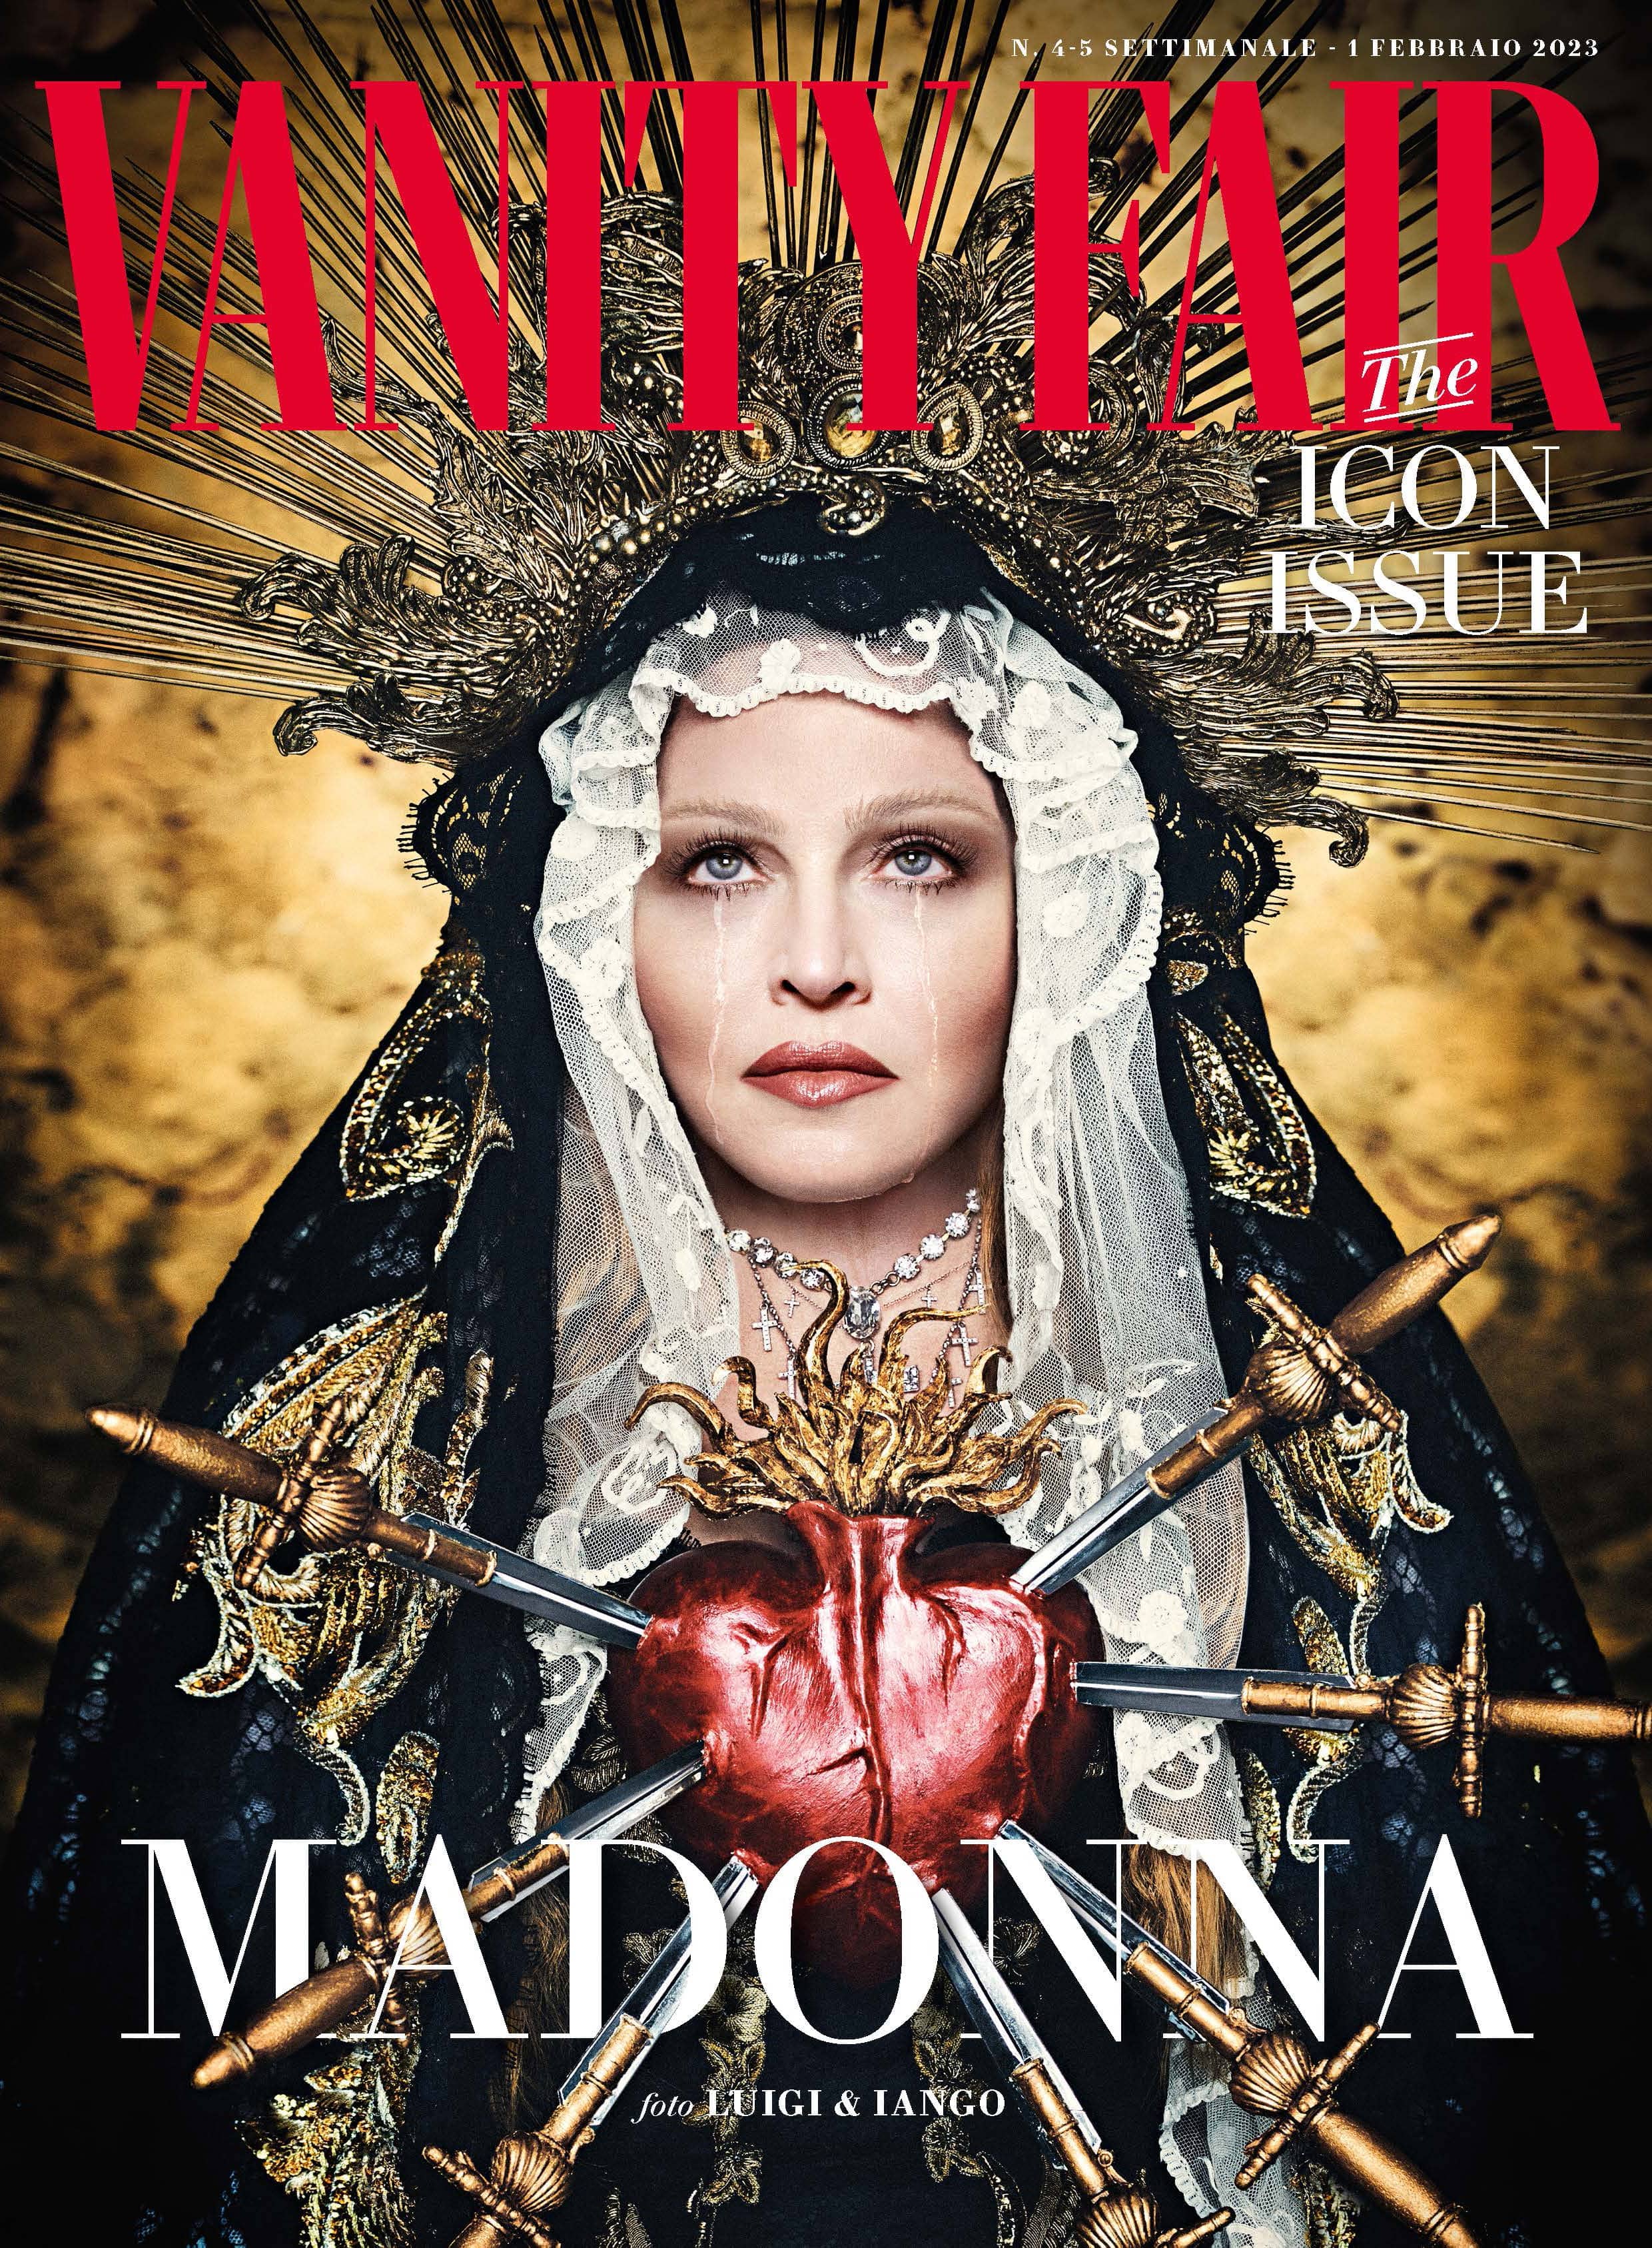 N. 4-5 SETTIMANALE - 1 FEBBRAIO 2023
VANITY FAIR
The
ICON
ISSUE
MADONNA
foto LUIGI & IANGO